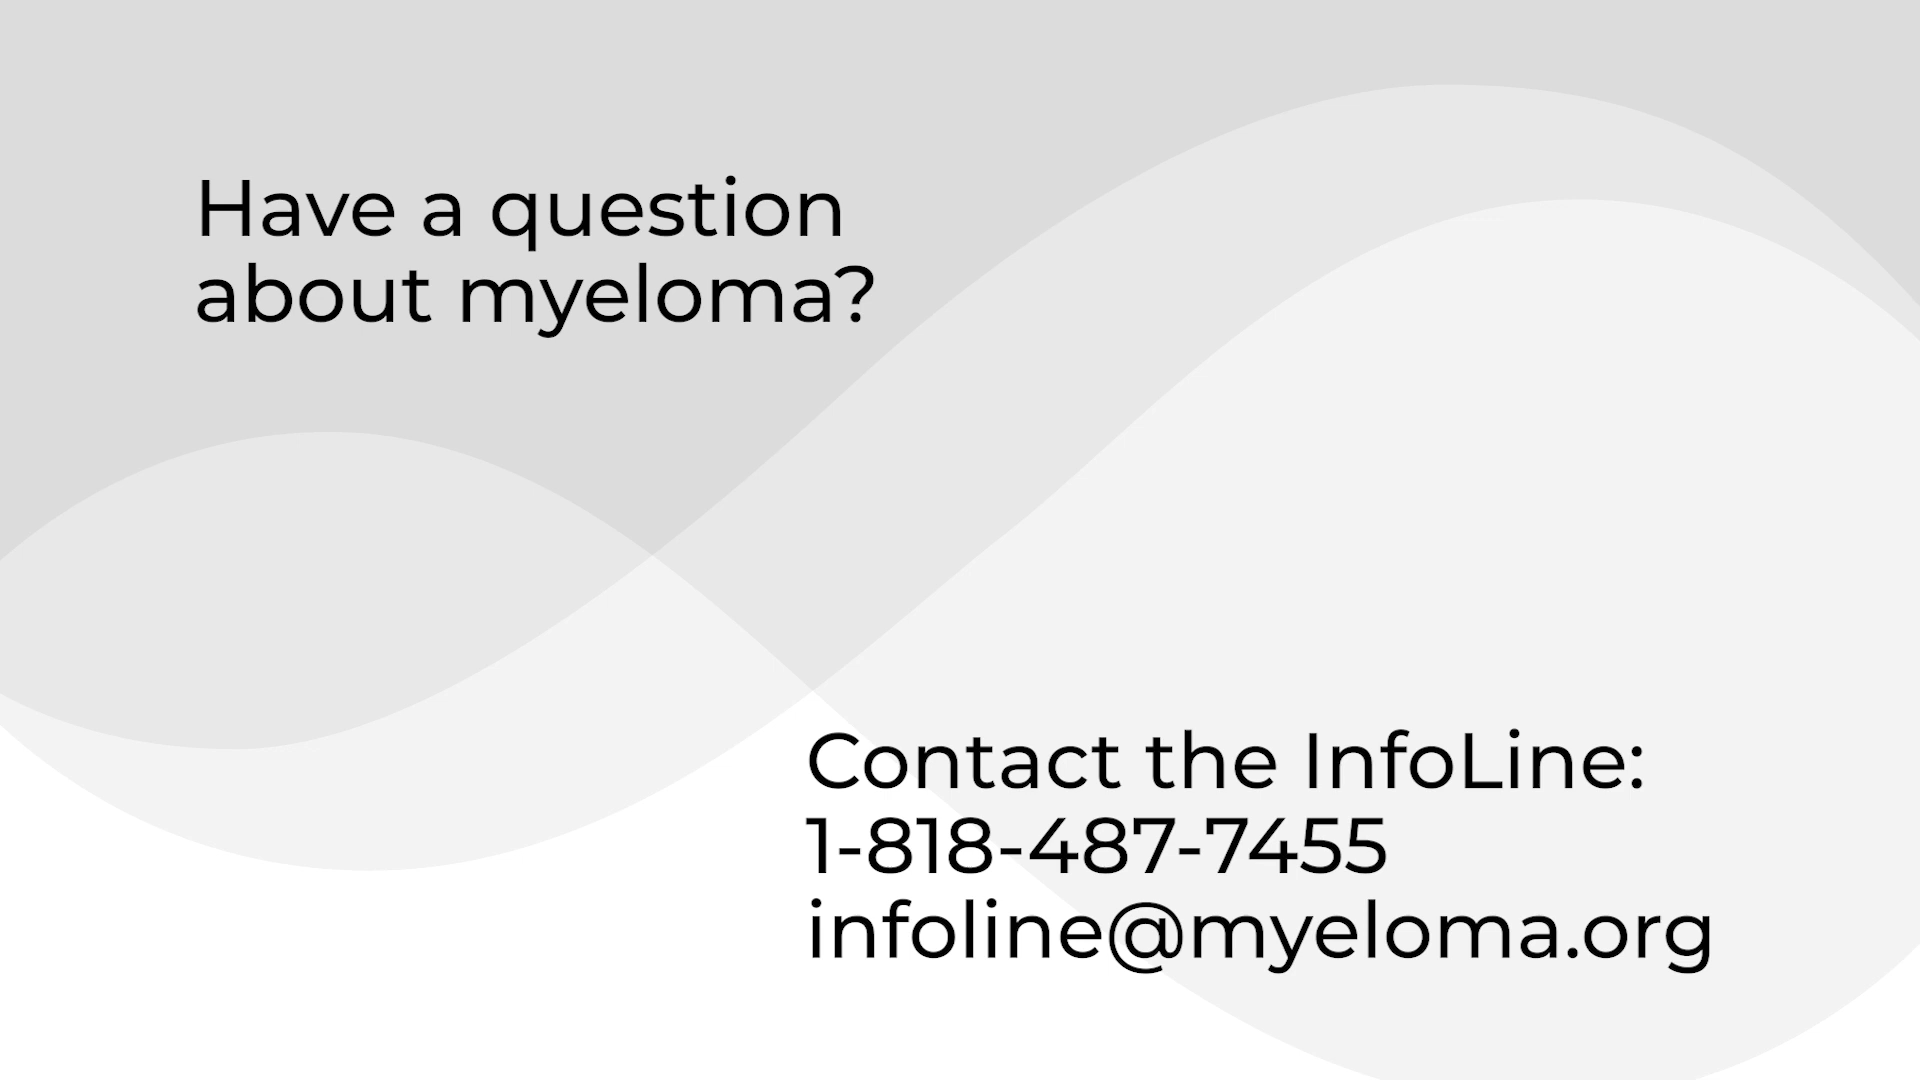 Have a question
about myeloma?
Contact the InfoLine:
1-818-487-7455
infoline@myeloma.org